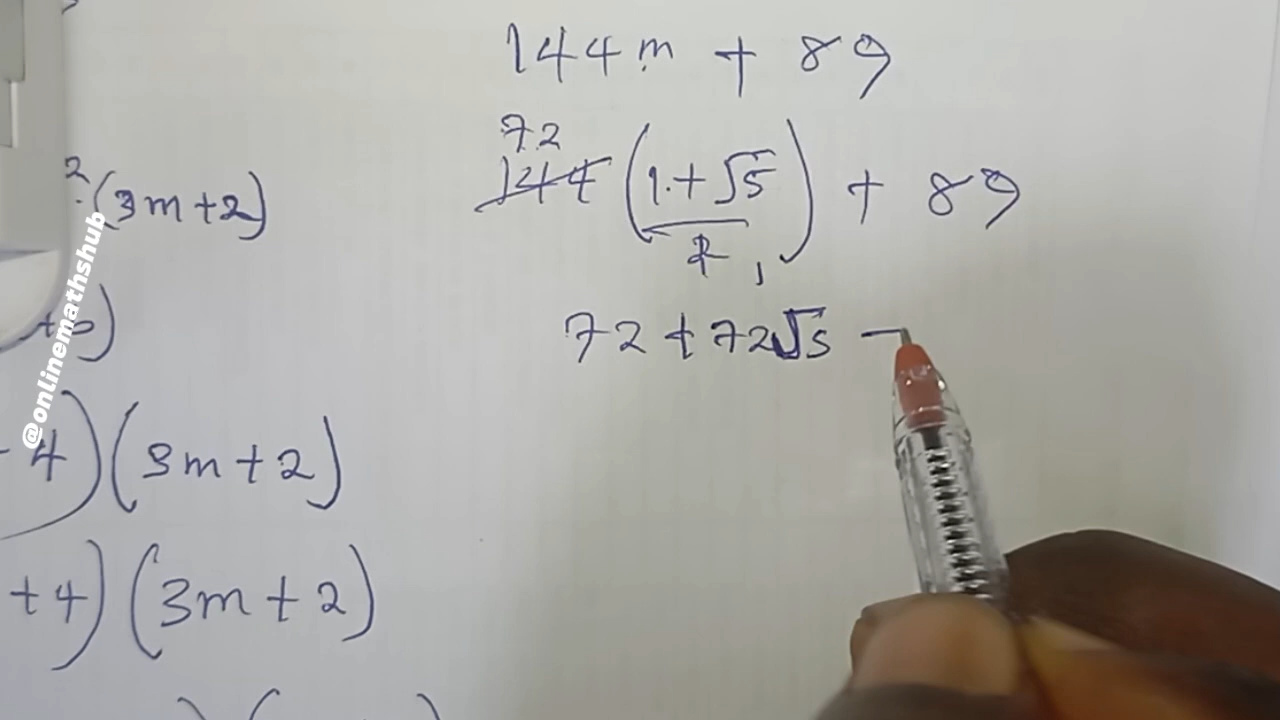 144m + 89
72
144 (1+√5 / 2) + 89
72 + 72√5 −
2(3m+2)
+b)
4)(3m+2)
+4)(3m+2)
)(
@onlinemathshub